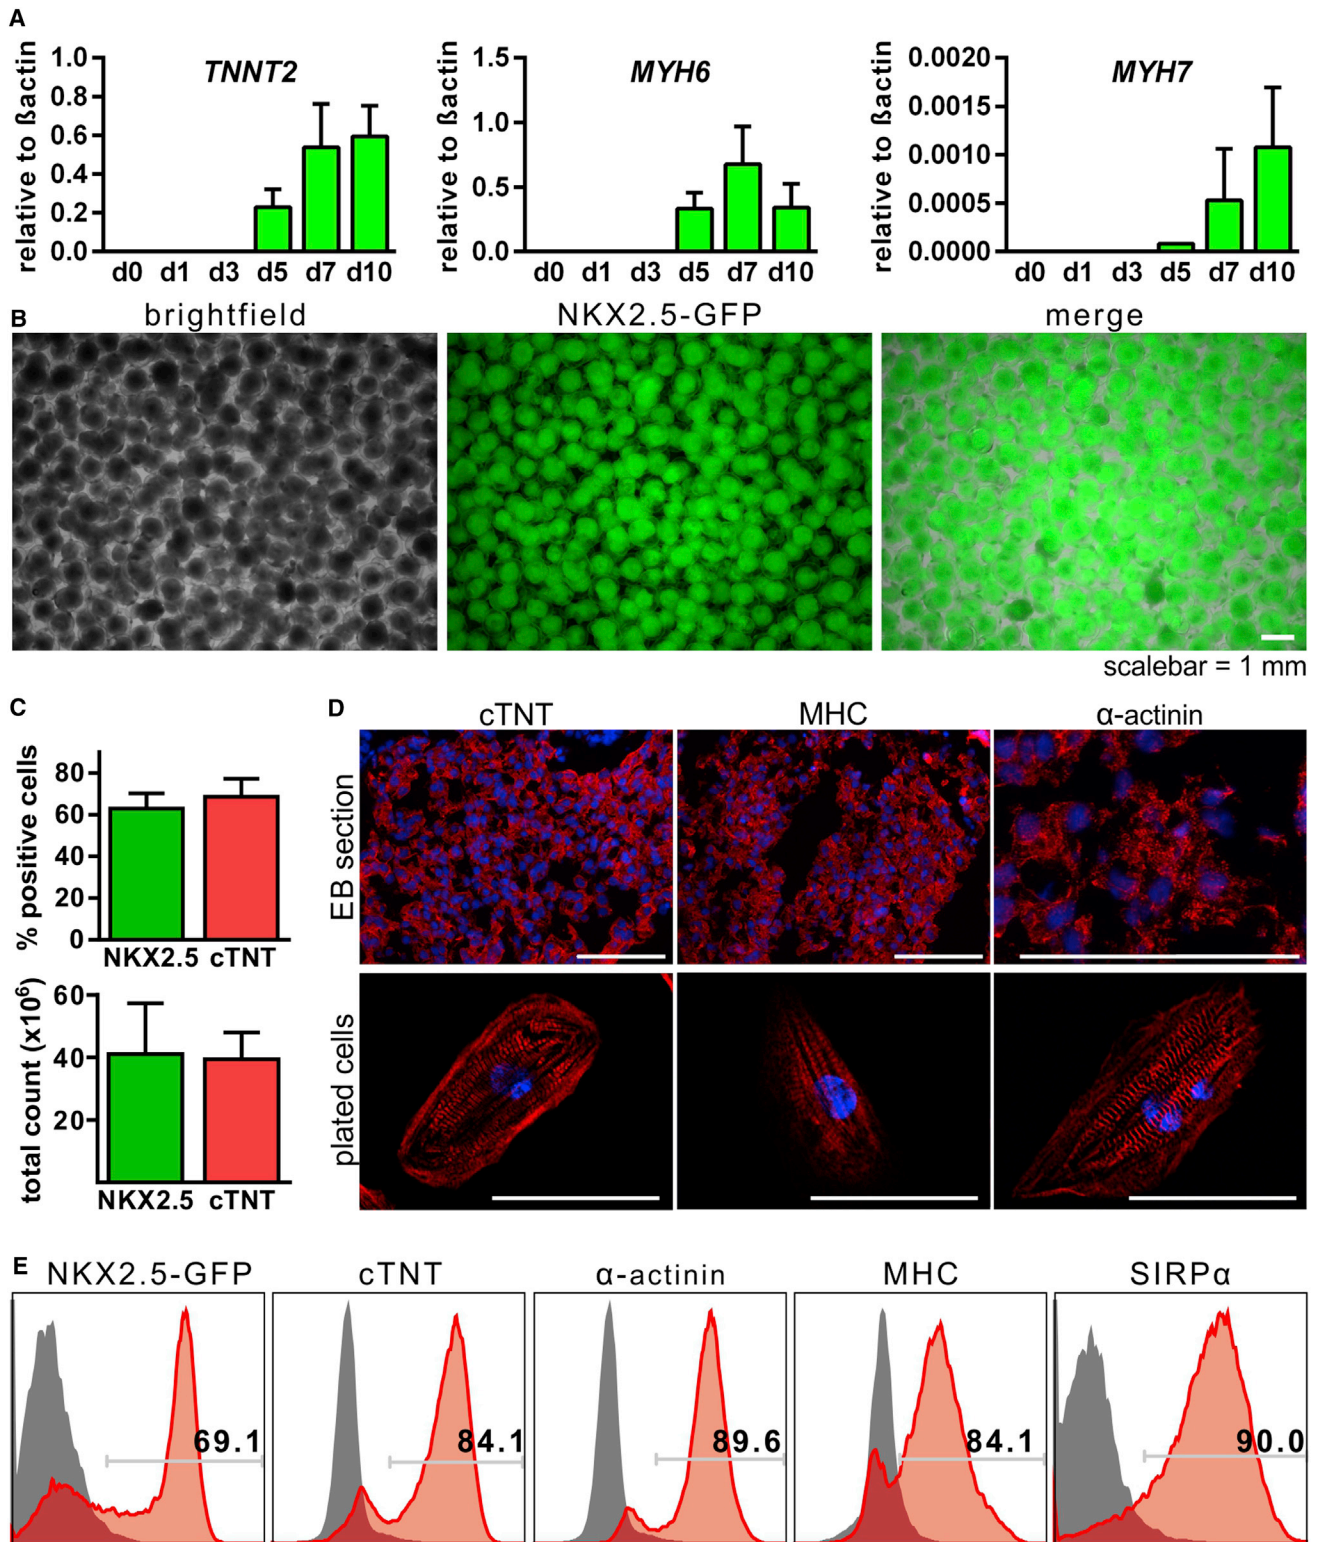 A
TNNT2
relative to ßactin
1.0
0.8
0.6
0.4
0.2
0.0
d0 d1 d3 d5 d7 d10
MYH6
relative to ßactin
1.5
1.0
0.5
0.0
d0 d1 d3 d5 d7 d10
MYH7
relative to ßactin
0.0020
0.0015
0.0010
0.0005
0.0000
d0 d1 d3 d5 d7 d10
B
brightfield NKX2.5-GFP merge
scalebar = 1 mm
C
% positive cells
80
60
40
20
0
NKX2.5 cTNT
total count (x10⁶)
60
40
20
NKX2.5 cTNT
D
cTNT MHC α-actinin
EB section
plated cells
E
NKX2.5-GFP cTNT α-actinin MHC SIRPα
69.1 84.1 89.6 84.1 90.0